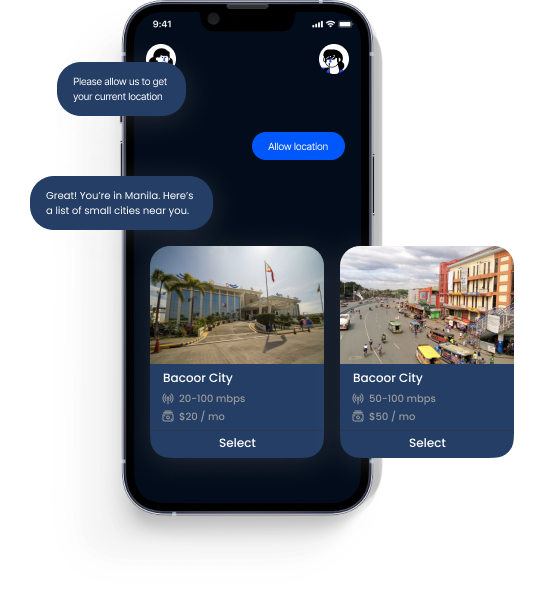 9:41
Please allow us to get
your current location
Allow location
Great! You're in Manila. Here's
a list of small cities near you.
Bacoor City
20-100 mbps
$20 / mo
Select
Bacoor City
50-100 mbps
$50 / mo
Select